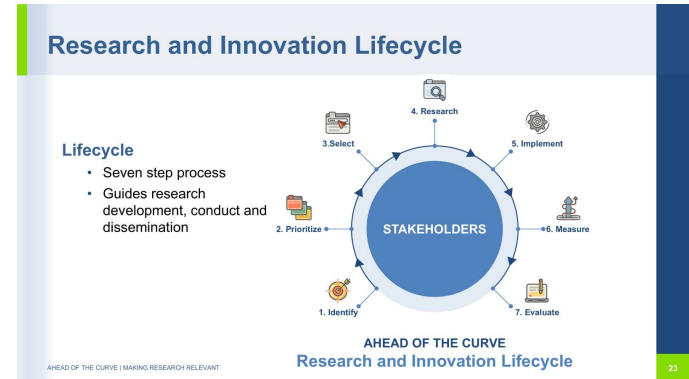 Research and Innovation Lifecycle
Lifecycle
• Seven step process
• Guides research
development, conduct and
dissemination
4. Research
3.Select
5. Implement
2. Prioritize
STAKEHOLDERS
6. Measure
1. Identify
7. Evaluate
AHEAD OF THE CURVE
Research and Innovation Lifecycle
AHEAD OF THE CURVE | MAKING RESEARCH RELEVANT
23